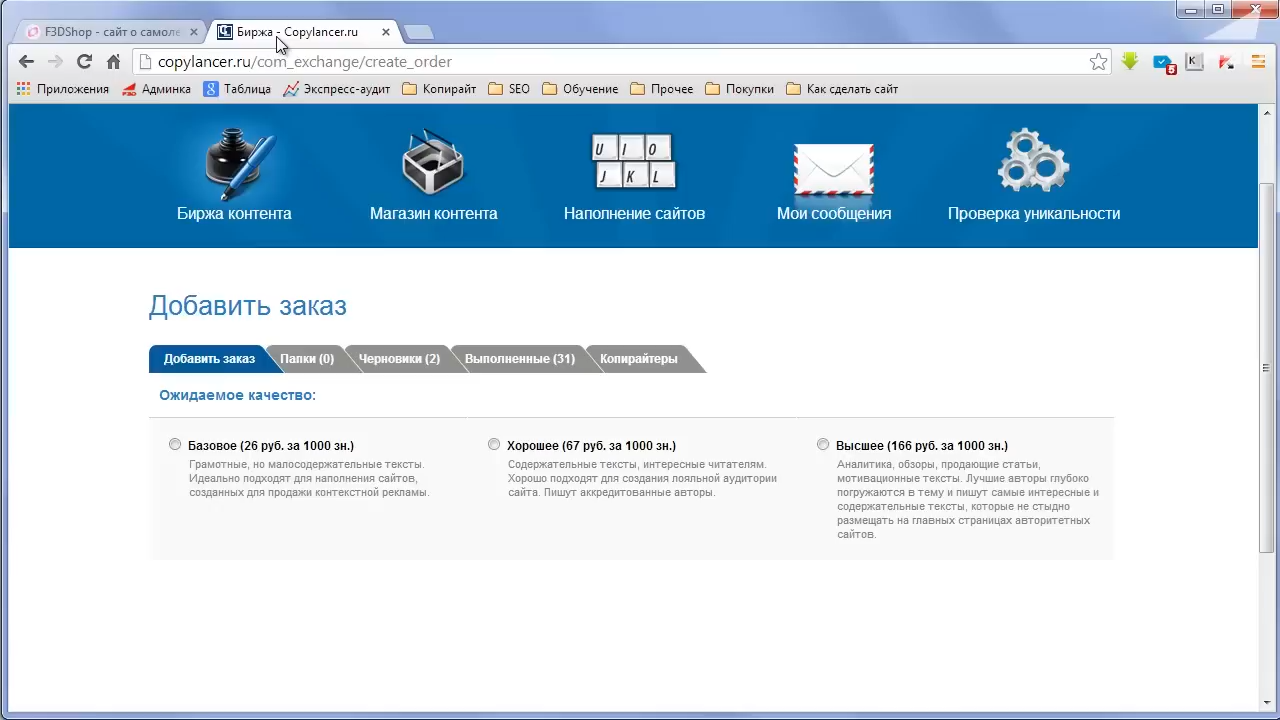 F3DShop - сайт о самоле
Биржа - Copylancer.ru
copylancer.ru/com_exchange/create_order
5
Приложения Админка Таблица Экспресс-аудит Копирайт SEO Обучение Прочее Покупки Как сделать сайт
U I O
J K L
Биржа контента Магазин контента Наполнение сайтов Мои сообщения Проверка уникальности
Добавить заказ
Добавить заказ Папки (0) Черновики (2) Выполненные (31) Копирайтеры
Ожидаемое качество:
Базовое (26 руб. за 1000 зн.)
Грамотные, но малосодержательные тексты.
Идеально подходят для наполнения сайтов,
созданных для продажи контекстной рекламы.
Хорошее (67 руб. за 1000 зн.)
Содержательные тексты, интересные читателям.
Хорошо подходят для создания лояльной аудитории
сайта. Пишут аккредитованные авторы.
Высшее (166 руб. за 1000 зн.)
Аналитика, обзоры, продающие статьи,
мотивационные тексты. Лучшие авторы глубоко
погружаются в тему и пишут самые интересные и
содержательные тексты, которые не стыдно
размещать на главных страницах авторитетных
сайтов.